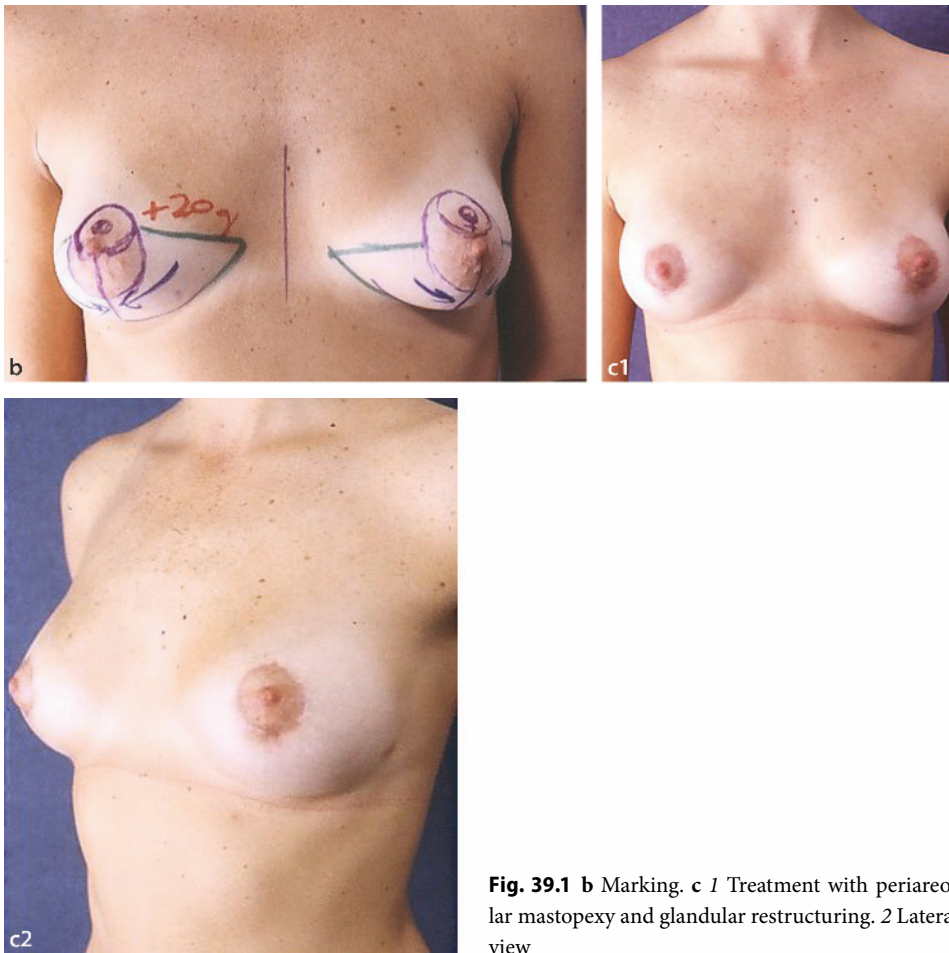 +20g
b
c1
c2
Fig. 39.1 b Marking. c 1 Treatment with periareo-
lar mastopexy and glandular restructuring. 2 Latera
view